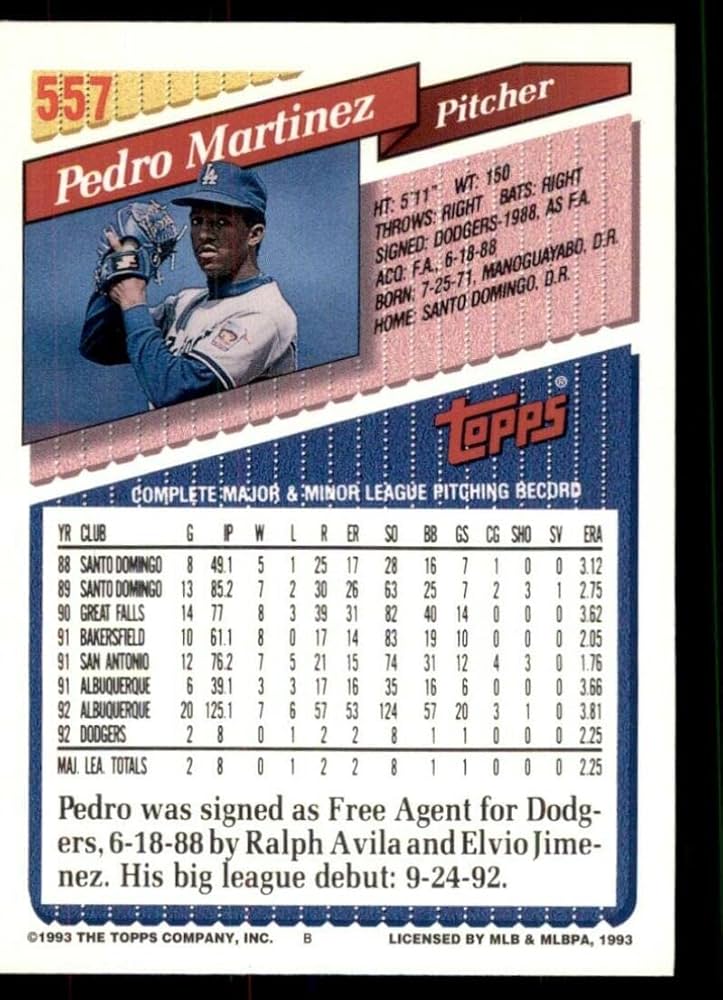 557
Pedro Martinez
Pitcher
HT: 5'11" WT: 150
THROWS: RIGHT BATS: RIGHT
SIGNED: DODGERS-1988, AS F.A.
ACQ: F.A., 6-18-88
BORN: 7-25-71, MANOGUAYABO, D.R.
HOME: SANTO DOMINGO, D.R.
LA
TOPPS®
COMPLETE MAJOR & MINOR LEAGUE PITCHING RECORD
YR CLUB G IP W L R ER SO BB GS CG SHO SV ERA
88 SANTO DOMINGO 8 49.1 5 1 25 17 28 16 7 1 0 0 3.12
89 SANTO DOMINGO 13 85.2 7 2 30 26 63 25 7 2 3 1 2.75
90 GREAT FALLS 14 77 8 3 39 31 82 40 14 0 0 0 3.62
91 BAKERSFIELD 10 61.1 8 0 17 14 83 19 10 0 0 0 2.05
91 SAN ANTONIO 12 76.2 7 5 21 15 74 31 12 4 3 0 1.76
91 ALBUQUERQUE 6 39.1 3 3 17 16 35 16 6 0 0 0 3.66
92 ALBUQUERQUE 20 125.1 7 6 57 53 124 57 20 3 1 0 3.81
92 DODGERS 2 8 0 1 2 2 8 1 1 0 0 0 2.25
MAJ. LEA. TOTALS 2 8 0 1 2 2 8 1 1 0 0 0 2.25
Pedro was signed as Free Agent for Dodg-
ers, 6-18-88 by Ralph Avila and Elvio Jime-
nez. His big league debut: 9-24-92.
©1993 THE TOPPS COMPANY, INC. B LICENSED BY MLB & MLBPA, 1993